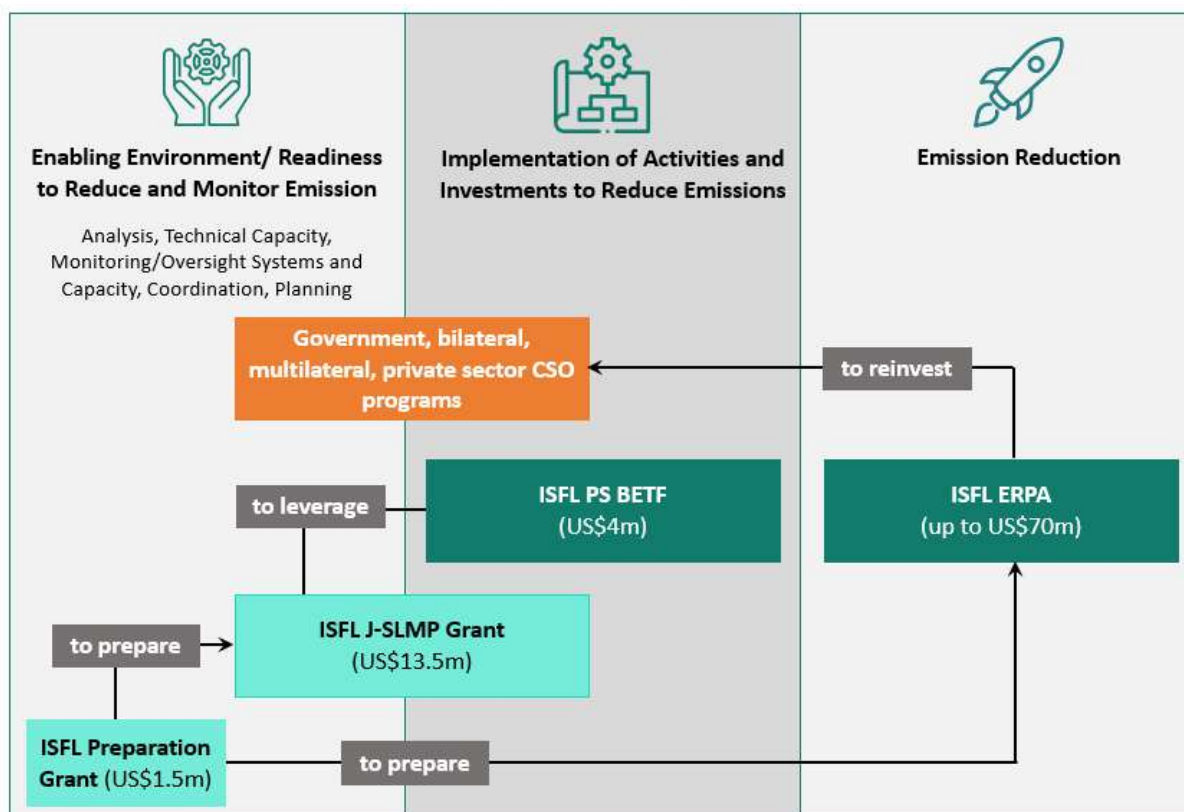 Enabling Environment/ Readiness
to Reduce and Monitor Emission
Analysis, Technical Capacity,
Monitoring/Oversight Systems and
Capacity, Coordination, Planning
Implementation of Activities and
Investments to Reduce Emissions
Emission Reduction
Government, bilateral,
multilateral, private sector CSO
programs
to reinvest
to leverage
ISFL PS BETF
(US$4m)
ISFL ERPA
(up to US$70m)
to prepare
ISFL J-SLMP Grant
(US$13.5m)
ISFL Preparation
Grant (US$1.5m)
to prepare